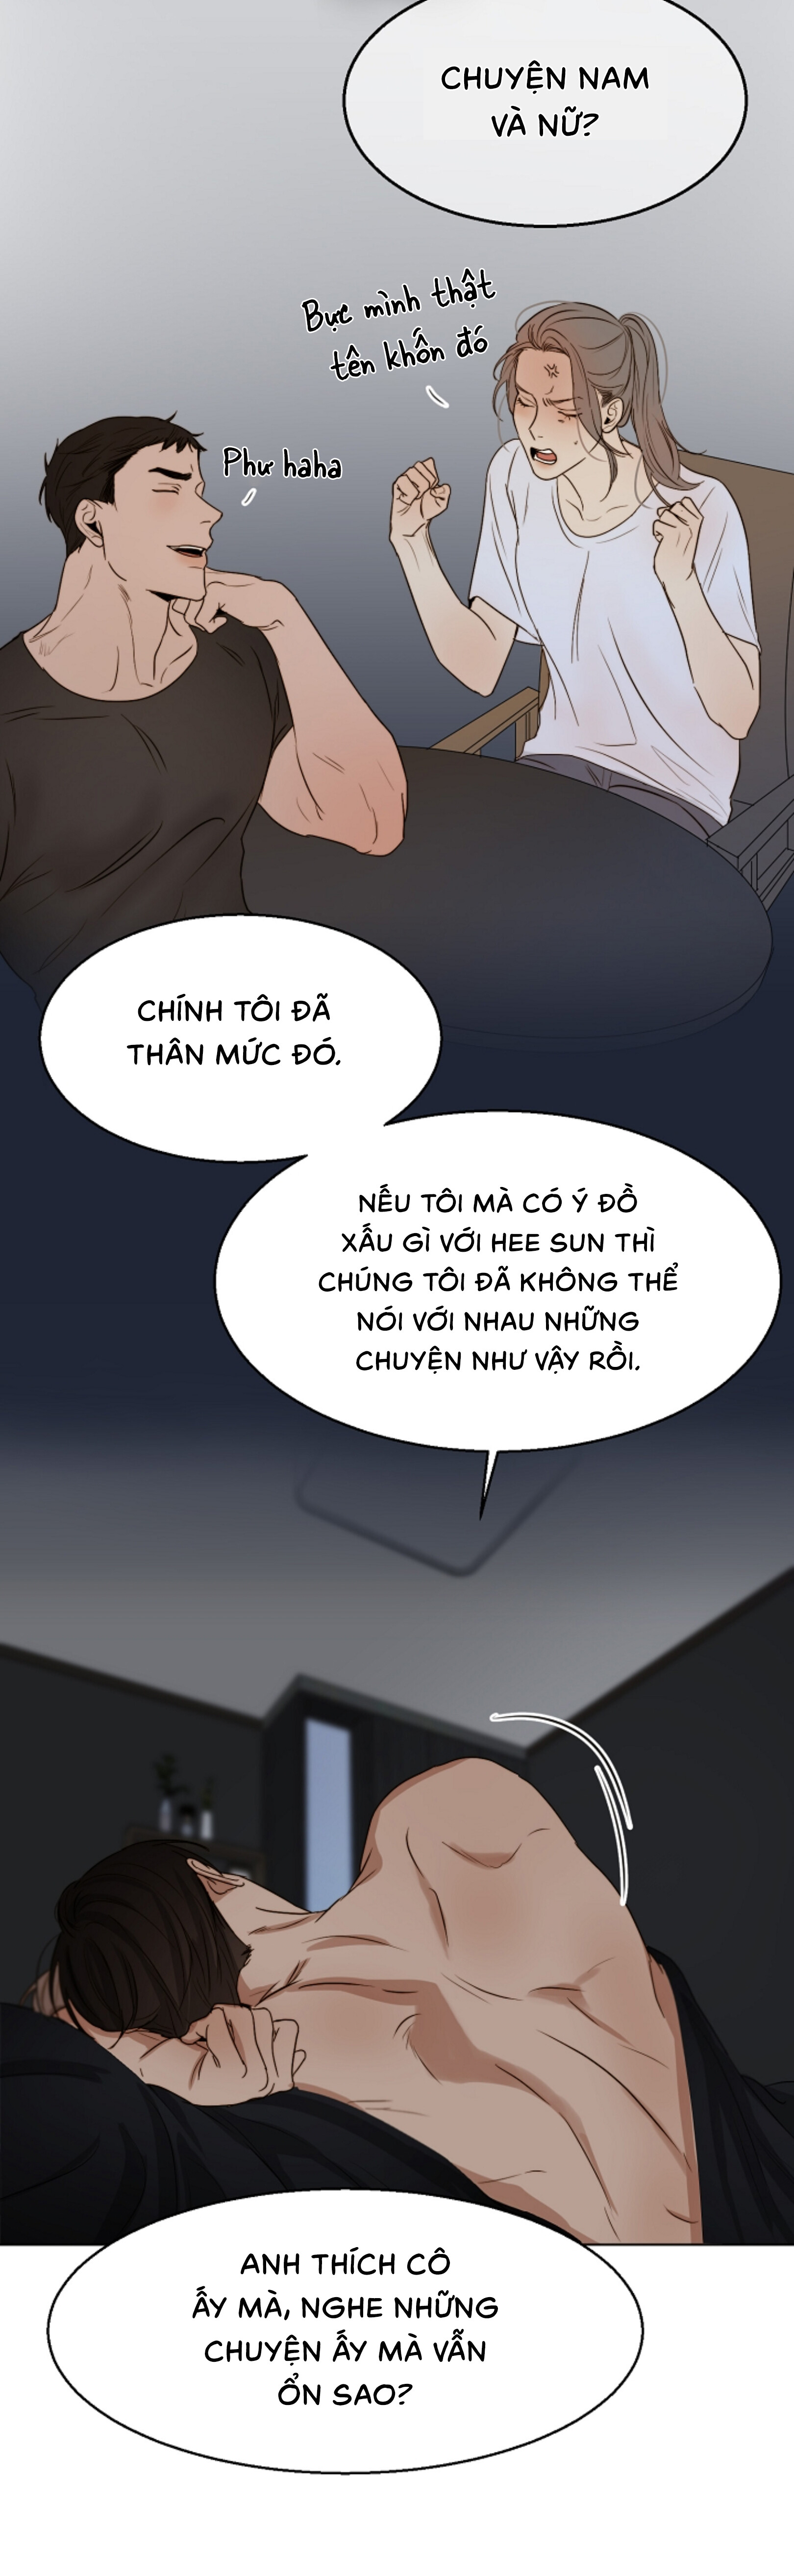 CHUYỆN NAM
VÀ NỮ?
Bực mình thật
tên khốn đó
Phư haha
CHÍNH TÔI ĐÃ
THÂN MỨC ĐÓ.
NẾU TÔI MÀ CÓ Ý ĐỒ
XẤU GÌ VỚI HEE SUN THÌ
CHÚNG TÔI ĐÃ KHÔNG THỂ
NÓI VỚI NHAU NHỮNG
CHUYỆN NHƯ VẬY RỒI.
ANH THÍCH CÔ
ẤY MÀ, NGHE NHỮNG
CHUYỆN ẤY MÀ VẪN
ỔN SAO?